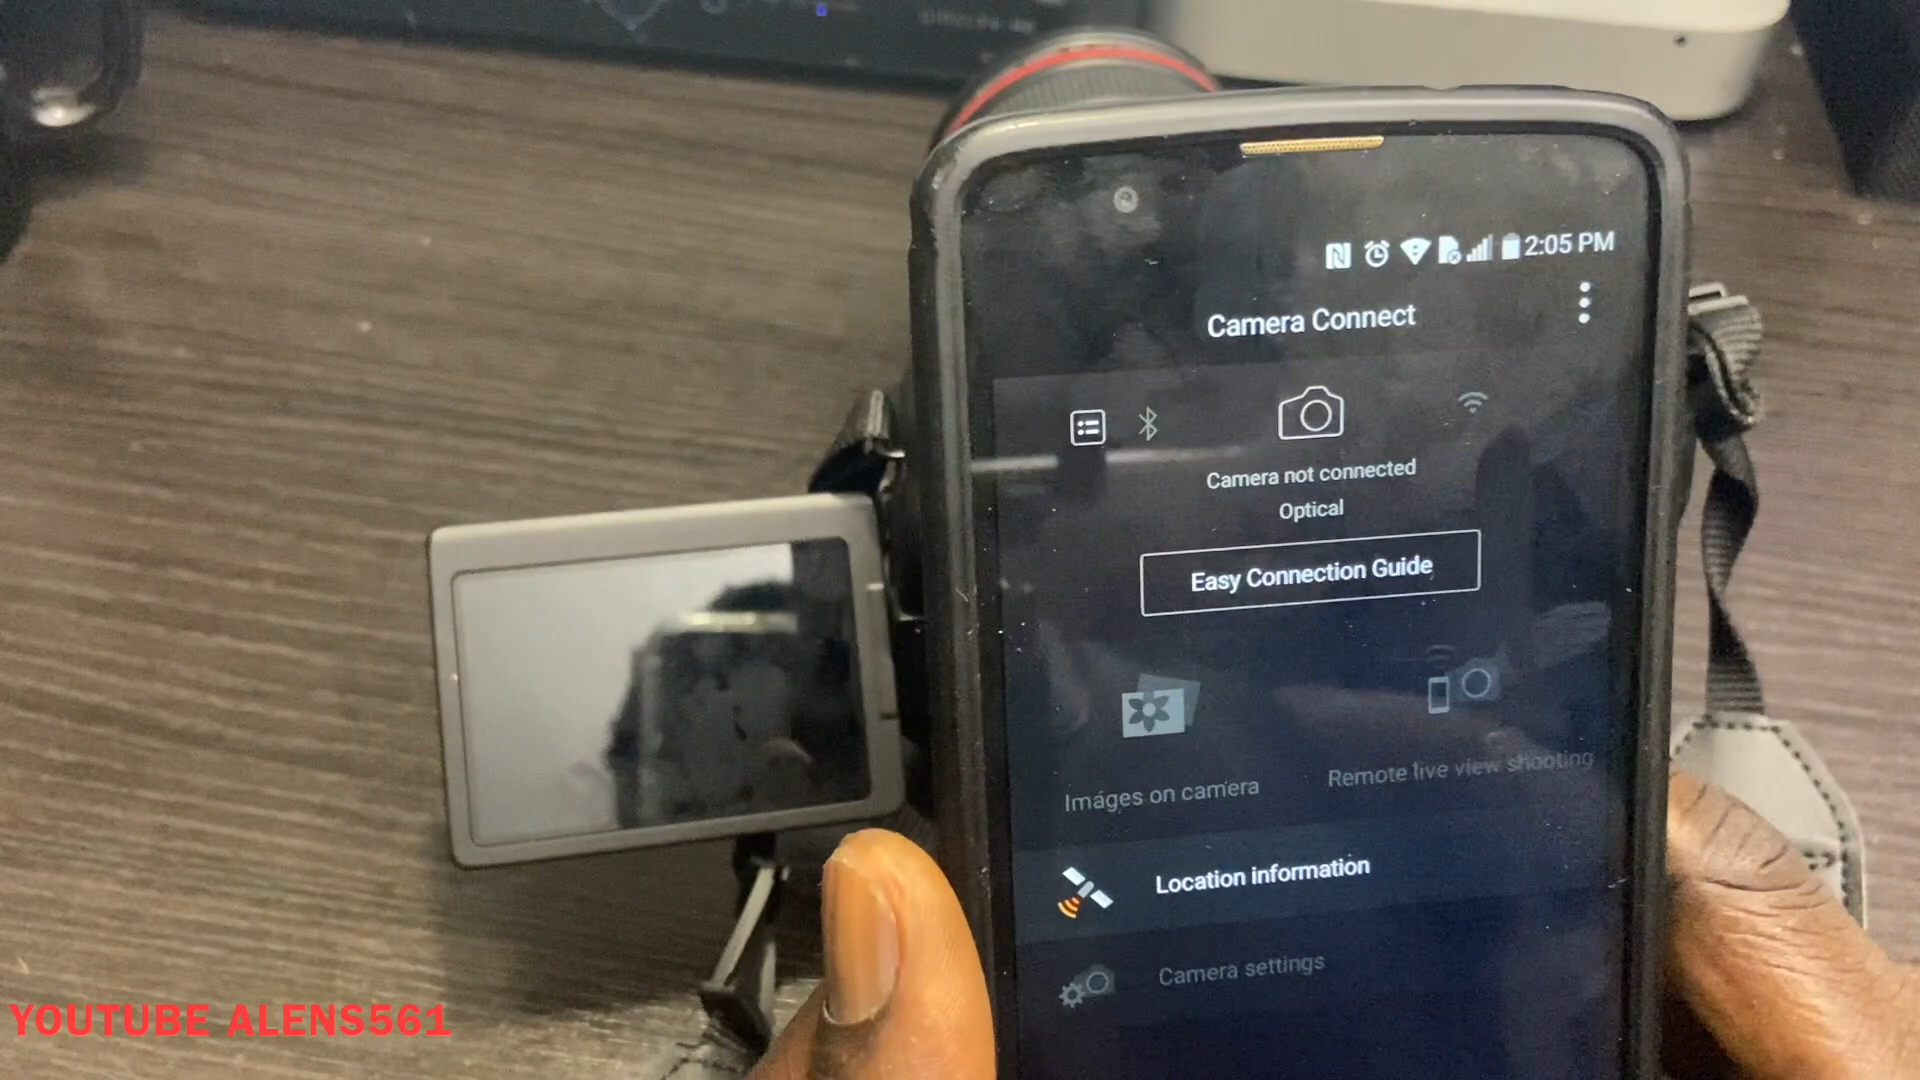 2:05 PM
Camera Connect
Camera not connected
Optical
Easy Connection Guide
Images on camera
Remote live view shooting
Location information
Camera settings
YOUTUBE ALENS561